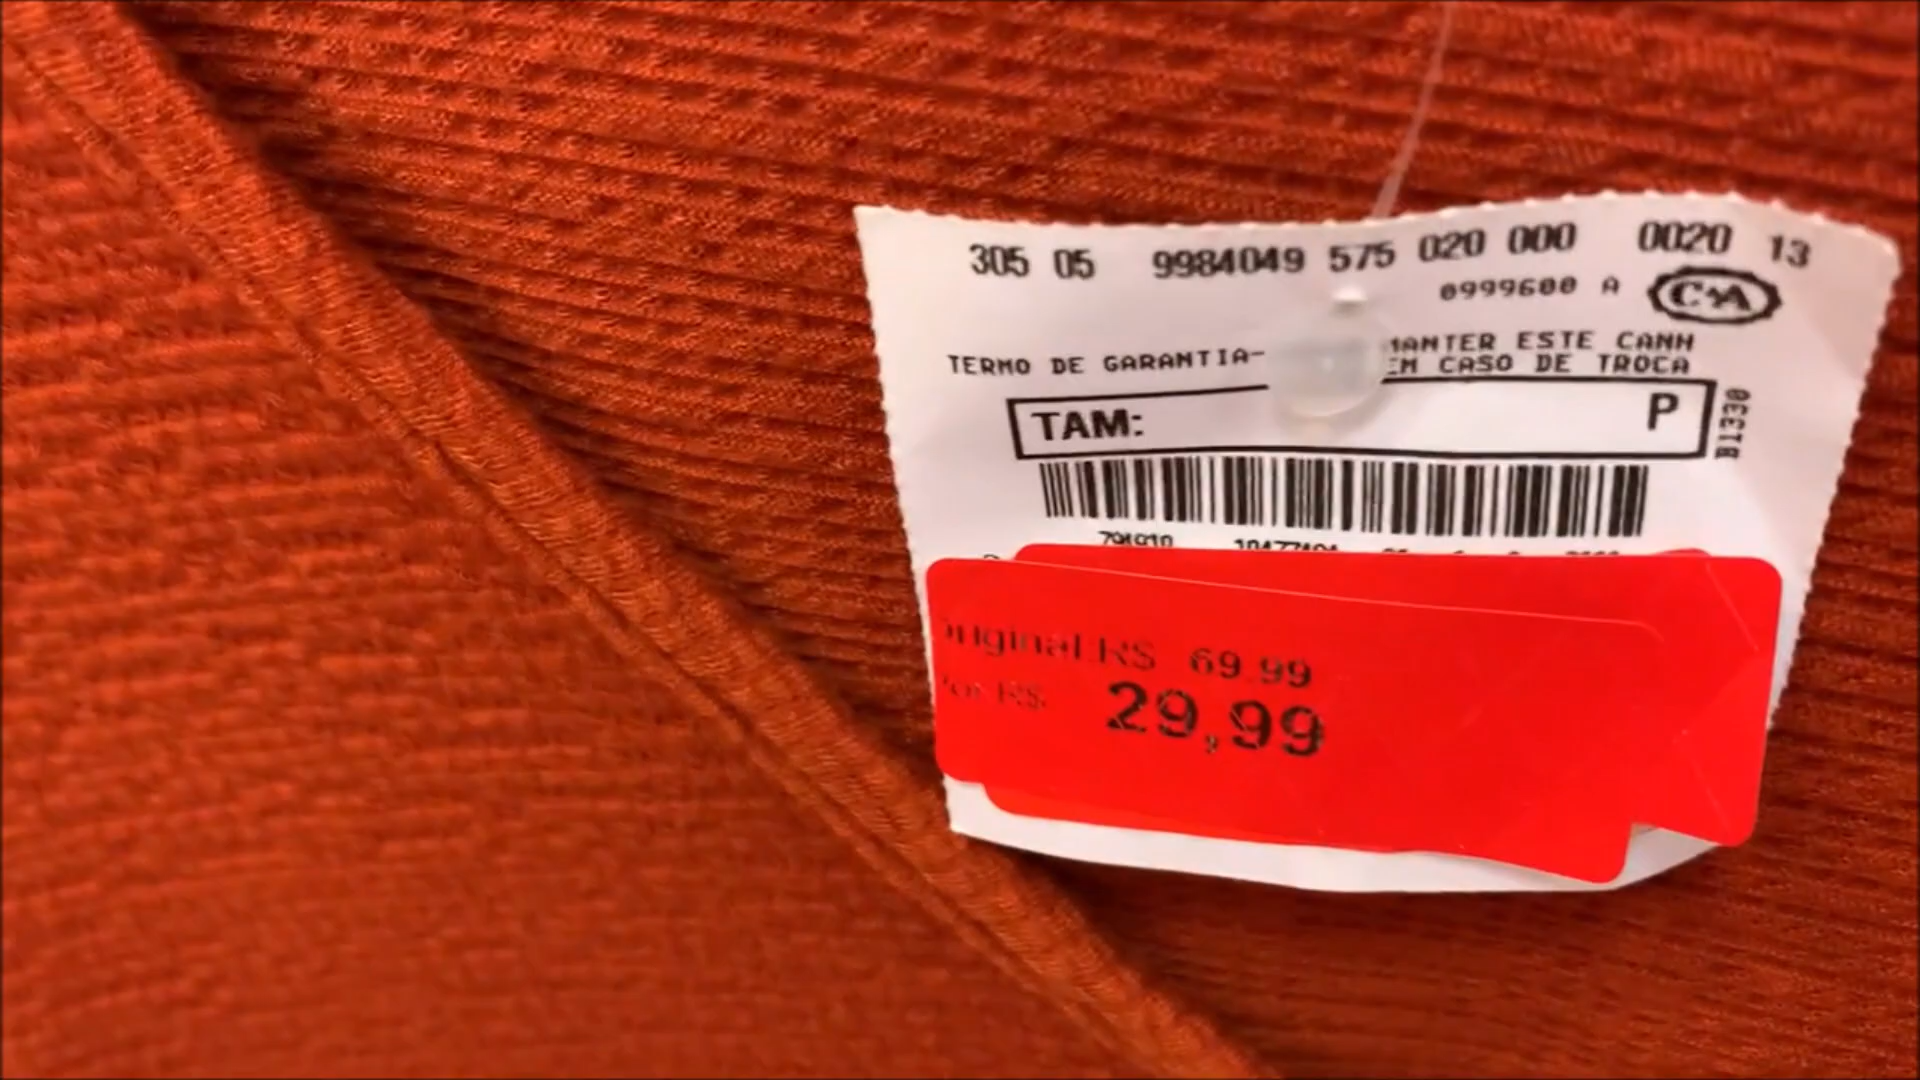 305 05 9984049 575 020 000 0020 13
0999600 A C&A
TERMO DE GARANTIA- MANTER ESTE CANH
EM CASO DE TROCA
TAM: P
Original R$ 69,99
R$ 29,99